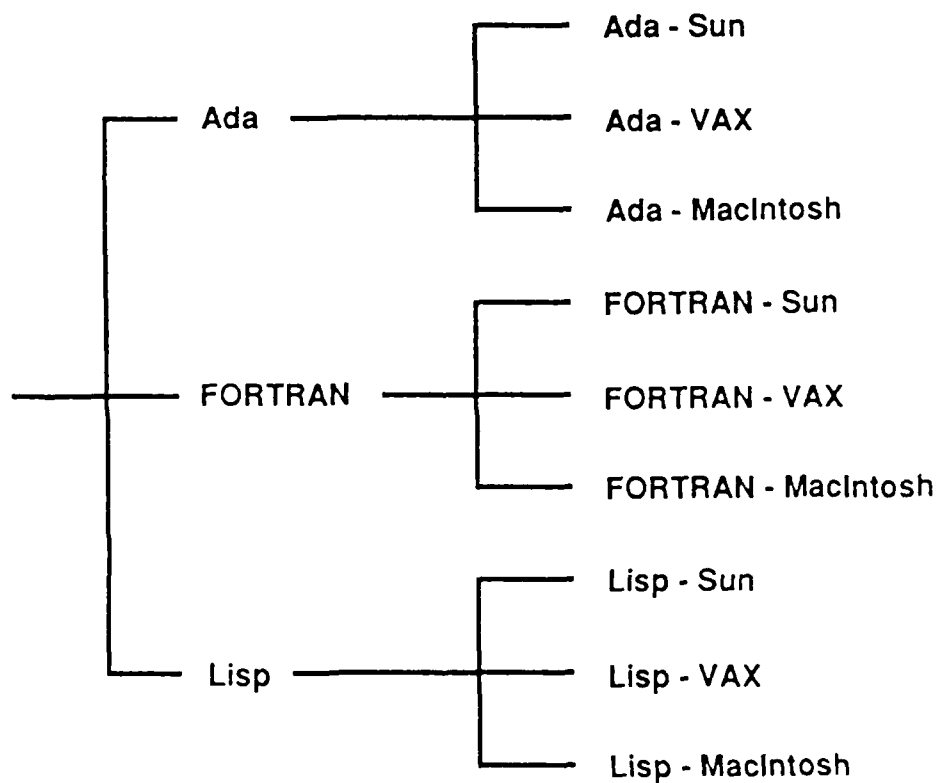 Ada - Sun
Ada
Ada - VAX
Ada - MacIntosh
FORTRAN - Sun
FORTRAN
FORTRAN - VAX
FORTRAN - MacIntosh
Lisp - Sun
Lisp
Lisp - VAX
Lisp - MacIntosh